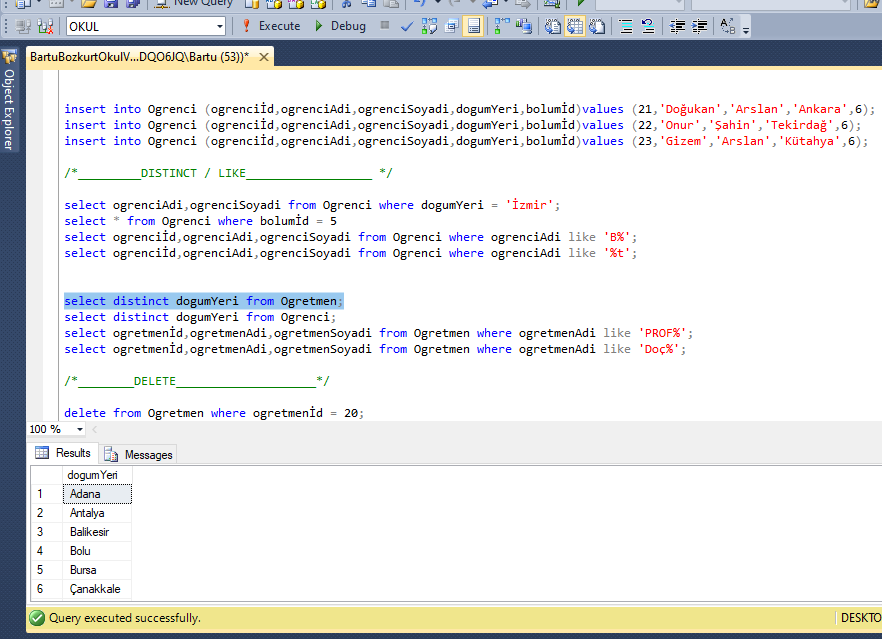 New Query
OKUL
Execute
Debug
BartuBozkurtOkulV...DQO6JQ\Bartu (53))*
Object Explorer
insert into Ogrenci (ogrenciİd,ogrenciAdi,ogrenciSoyadi,dogumYeri,bolumİd)values (21,'Doğukan','Arslan','Ankara',6);
insert into Ogrenci (ogrenciİd,ogrenciAdi,ogrenciSoyadi,dogumYeri,bolumİd)values (22,'Onur','Şahin','Tekirdağ',6);
insert into Ogrenci (ogrenciİd,ogrenciAdi,ogrenciSoyadi,dogumYeri,bolumİd)values (23,'Gizem','Arslan','Kütahya',6);
/*_________DISTINCT / LIKE__________________ */
select ogrenciAdi,ogrenciSoyadi from Ogrenci where dogumYeri = 'İzmir';
select * from Ogrenci where bolumİd = 5
select ogrenciİd,ogrenciAdi,ogrenciSoyadi from Ogrenci where ogrenciAdi like 'B%';
select ogrenciİd,ogrenciAdi,ogrenciSoyadi from Ogrenci where ogrenciAdi like '%t';
select distinct dogumYeri from Ogretmen;
select distinct dogumYeri from Ogrenci;
select ogretmenİd,ogretmenAdi,ogretmenSoyadi from Ogretmen where ogretmenAdi like 'PROF%';
select ogretmenİd,ogretmenAdi,ogretmenSoyadi from Ogretmen where ogretmenAdi like 'Doç%';
/*________DELETE____________________*/
delete from Ogretmen where ogretmenİd = 20;
100 %
Results Messages
dogumYeri
1 Adana
2 Antalya
3 Balikesir
4 Bolu
5 Bursa
6 Çanakkale
Query executed successfully.
DESKTO